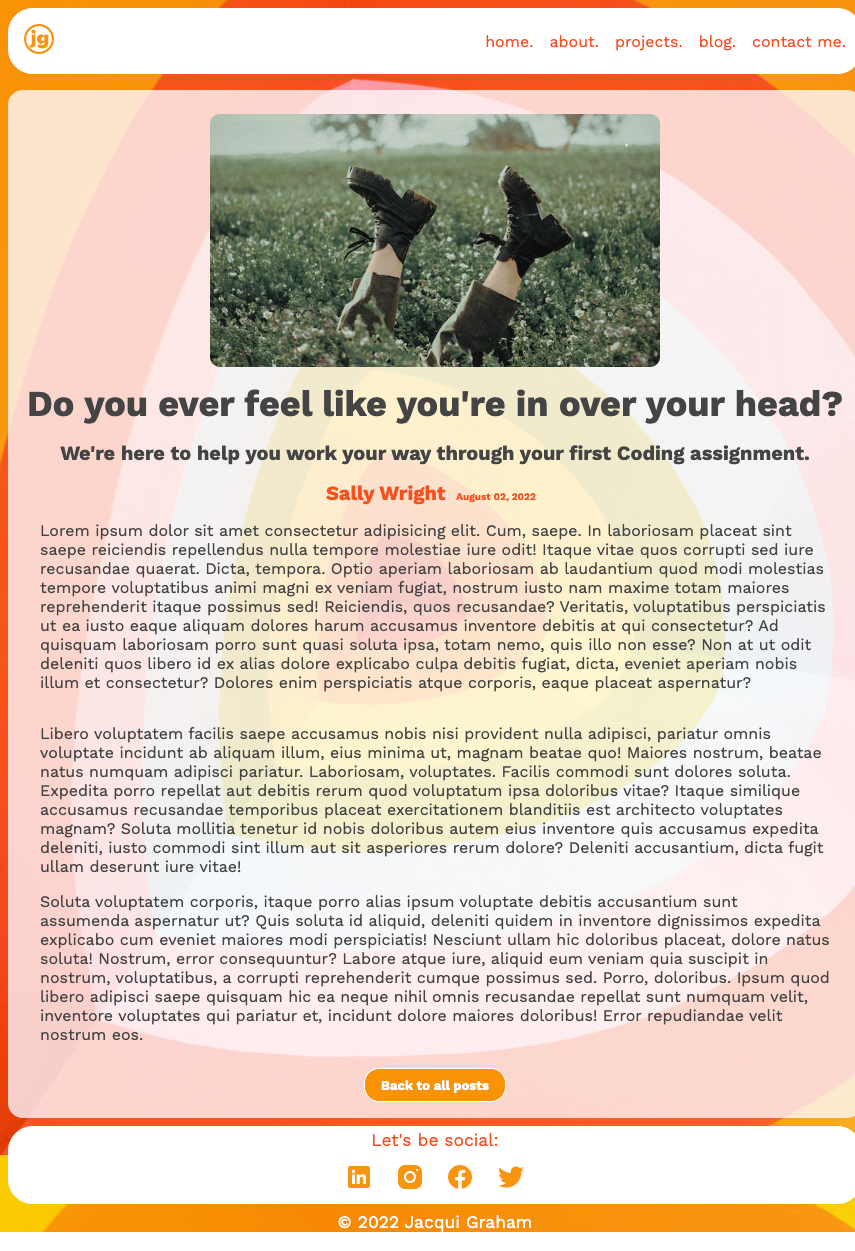 jg
home. about. projects. blog. contact me.
Do you ever feel like you're in over your head?
We're here to help you work your way through your first Coding assignment.
Sally Wright August 02, 2022
Lorem ipsum dolor sit amet consectetur adipisicing elit. Cum, saepe. In laboriosam placeat sint
saepe reiciendis repellendus nulla tempore molestiae iure odit! Itaque vitae quos corrupti sed iure
recusandae quaerat. Dicta, tempora. Optio aperiam laboriosam ab laudantium quod modi molestias
tempore voluptatibus animi magni ex veniam fugiat, nostrum iusto nam maxime totam maiores
reprehenderit itaque possimus sed! Reiciendis, quos recusandae? Veritatis, voluptatibus perspiciatis
ut ea iusto eaque aliquam dolores harum accusamus inventore debitis at qui consectetur? Ad
quisquam laboriosam porro sunt quasi soluta ipsa, totam nemo, quis illo non esse? Non at ut odit
deleniti quos libero id ex alias dolore explicabo culpa debitis fugiat, dicta, eveniet aperiam nobis
illum et consectetur? Dolores enim perspiciatis atque corporis, eaque placeat aspernatur?
Libero voluptatem facilis saepe accusamus nobis nisi provident nulla adipisci, pariatur omnis
voluptate incidunt ab aliquam illum, eius minima ut, magnam beatae quo! Maiores nostrum, beatae
natus numquam adipisci pariatur. Laboriosam, voluptates. Facilis commodi sunt dolores soluta.
Expedita porro repellat aut debitis rerum quod voluptatum ipsa doloribus vitae? Itaque similique
accusamus recusandae temporibus placeat exercitationem blanditiis est architecto voluptates
magnam? Soluta mollitia tenetur id nobis doloribus autem eius inventore quis accusamus expedita
deleniti, iusto commodi sint illum aut sit asperiores rerum dolore? Deleniti accusantium, dicta fugit
ullam deserunt iure vitae!
Soluta voluptatem corporis, itaque porro alias ipsum voluptate debitis accusantium sunt
assumenda aspernatur ut? Quis soluta id aliquid, deleniti quidem in inventore dignissimos expedita
explicabo cum eveniet maiores modi perspiciatis! Nesciunt ullam hic doloribus placeat, dolore natus
soluta! Nostrum, error consequuntur? Labore atque iure, aliquid eum veniam quia suscipit in
nostrum, voluptatibus, a corrupti reprehenderit cumque possimus sed. Porro, doloribus. Ipsum quod
libero adipisci saepe quisquam hic ea neque nihil omnis recusandae repellat sunt numquam velit,
inventore voluptates qui pariatur et, incidunt dolore maiores doloribus! Error repudiandae velit
nostrum eos.
Back to all posts
Let's be social:
© 2022 Jacqui Graham